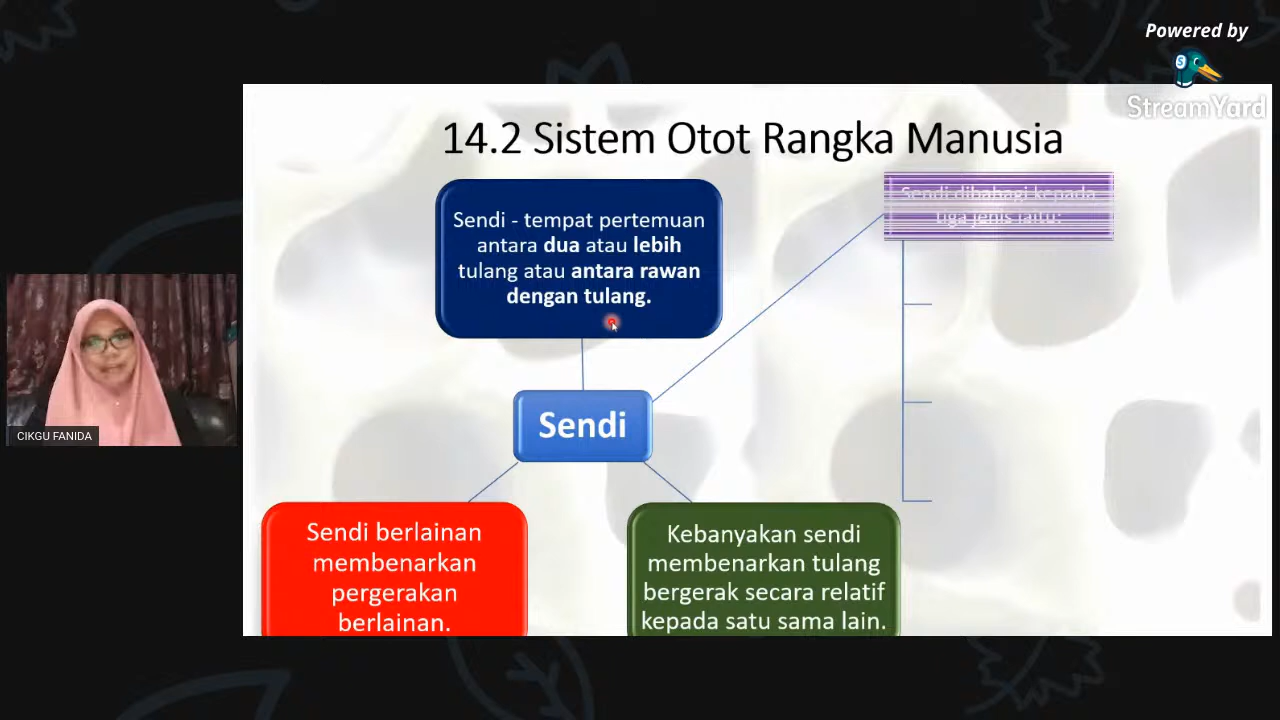 Powered by
StreamYard
14.2 Sistem Otot Rangka Manusia
Sendi - tempat pertemuan
antara dua atau lebih
tulang atau antara rawan
dengan tulang.
Sendi dibahagi kepada
tiga jenis iaitu:
Sendi
CIKGU FANIDA
Sendi berlainan
membenarkan
pergerakan
berlainan.
Kebanyakan sendi
membenarkan tulang
bergerak secara relatif
kepada satu sama lain.